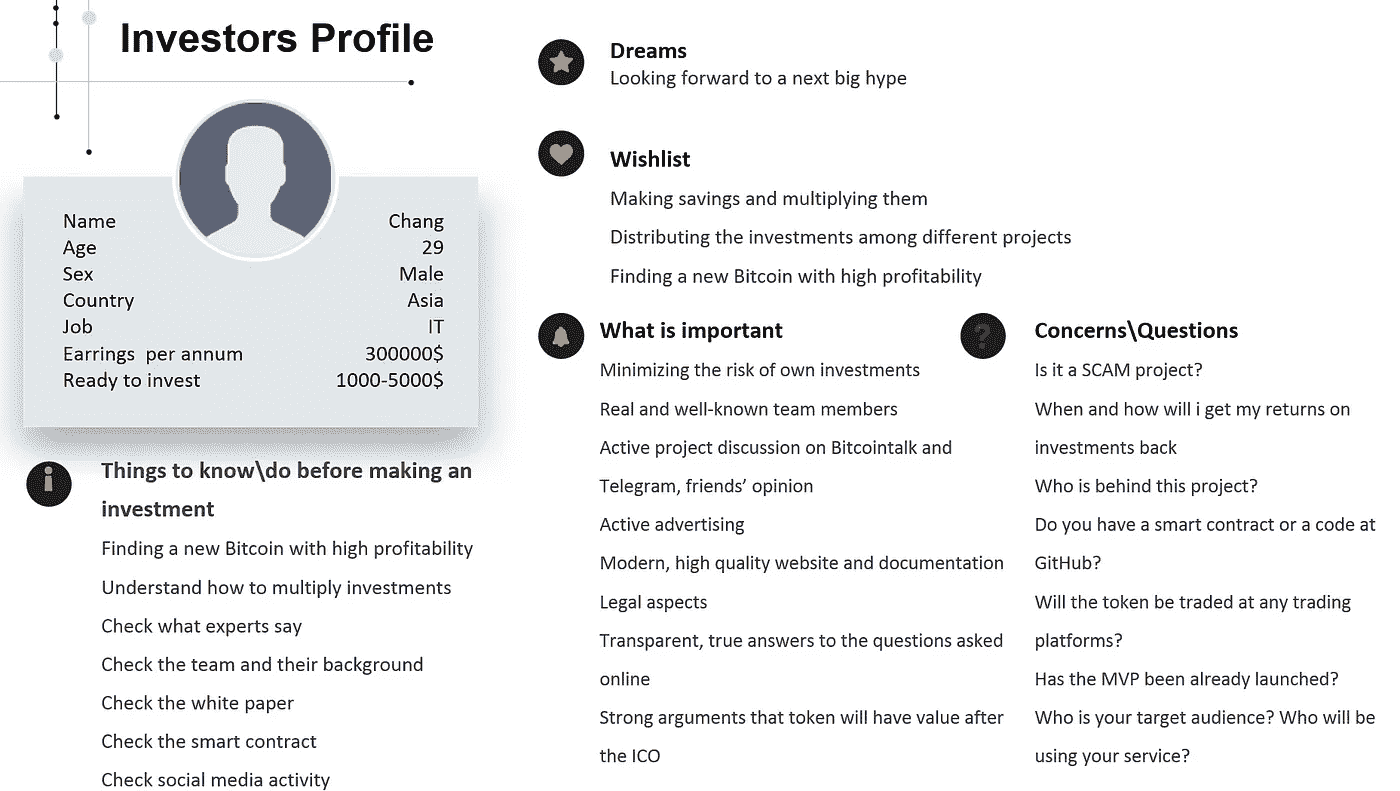 Investors Profile
Name Chang
Age 29
Sex Male
Country Asia
Job IT
Earrings per annum 300000$
Ready to invest 1000-5000$
Things to know\do before making an
investment
Finding a new Bitcoin with high profitability
Understand how to multiply investments
Check what experts say
Check the team and their background
Check the white paper
Check the smart contract
Check social media activity
Dreams
Looking forward to a next big hype
Wishlist
Making savings and multiplying them
Distributing the investments among different projects
Finding a new Bitcoin with high profitability
What is important
Minimizing the risk of own investments
Real and well-known team members
Active project discussion on Bitcointalk and
Telegram, friends’ opinion
Active advertising
Modern, high quality website and documentation
Legal aspects
Transparent, true answers to the questions asked
online
Strong arguments that token will have value after
the ICO
?
Concerns\Questions
Is it a SCAM project?
When and how will i get my returns on
investments back
Who is behind this project?
Do you have a smart contract or a code at
GitHub?
Will the token be traded at any trading
platforms?
Has the MVP been already launched?
Who is your target audience? Who will be
using your service?